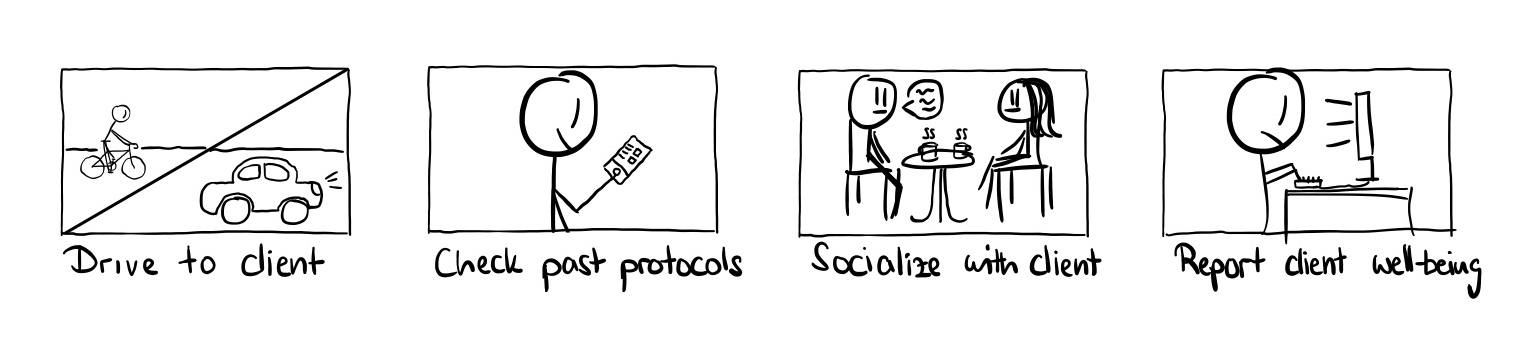 Drive to client
Check past protocols
Socialize with client
Report client well-being